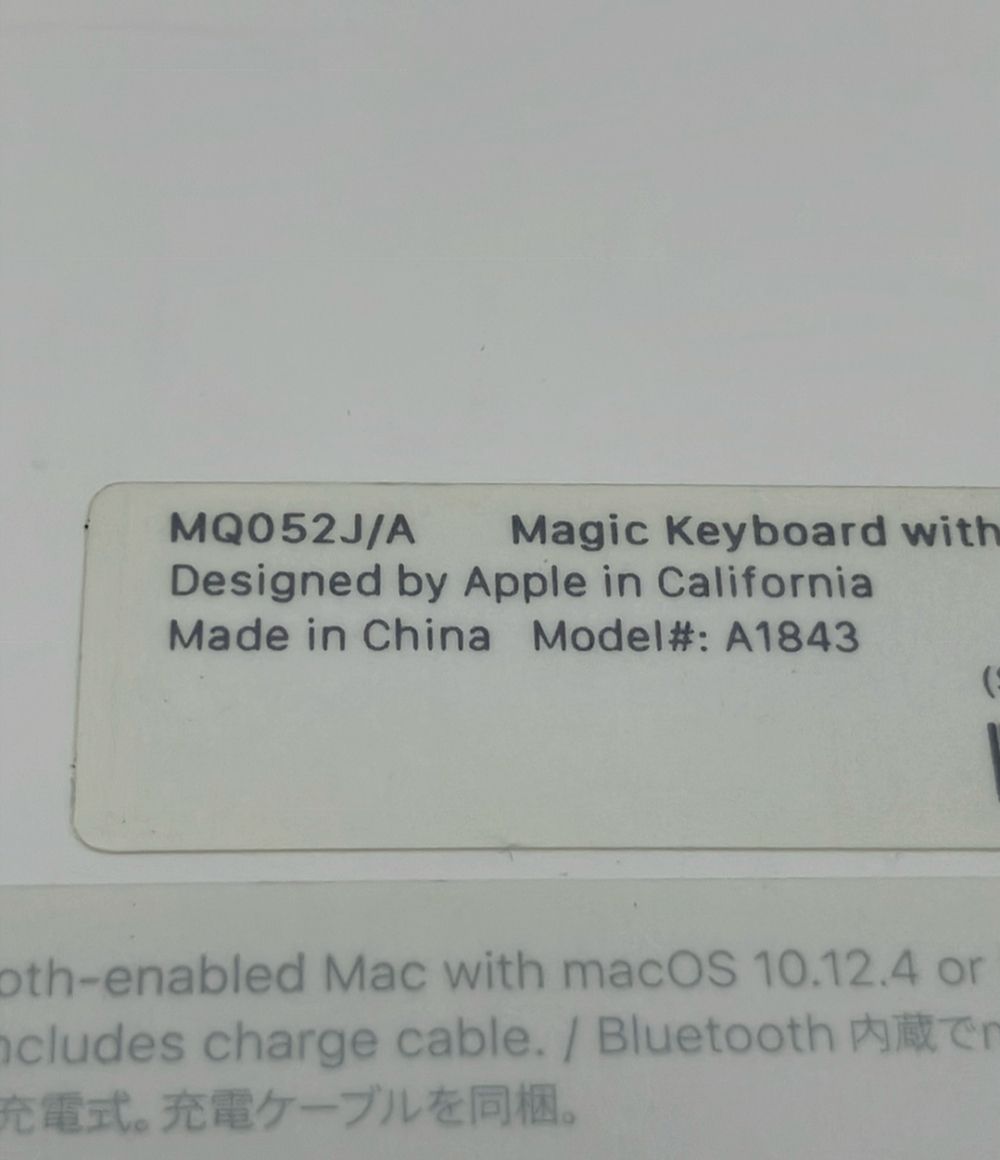 MQ052J/A Magic Keyboard with
Designed by Apple in California
Made in China Model#: A1843
(S
oth-enabled Mac with macOS 10.12.4 or
ncludes charge cable. / Bluetooth 内蔵で
充電式。充電ケーブルを同梱。